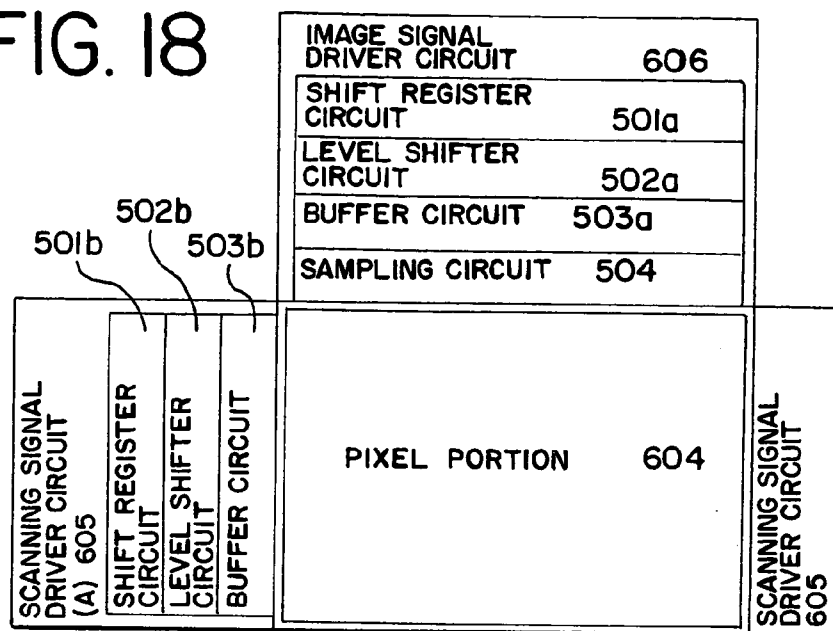 FIG. 18
IMAGE SIGNAL
DRIVER CIRCUIT 606
SHIFT REGISTER
CIRCUIT 501a
LEVEL SHIFTER
CIRCUIT 502a
BUFFER CIRCUIT 503a
SAMPLING CIRCUIT 504
501b
502b
503b
SCANNING SIGNAL
DRIVER CIRCUIT
(A) 605
SHIFT REGISTER
CIRCUIT
LEVEL SHIFTER
CIRCUIT
BUFFER CIRCUIT
PIXEL PORTION 604
SCANNING SIGNAL
DRIVER CIRCUIT
605